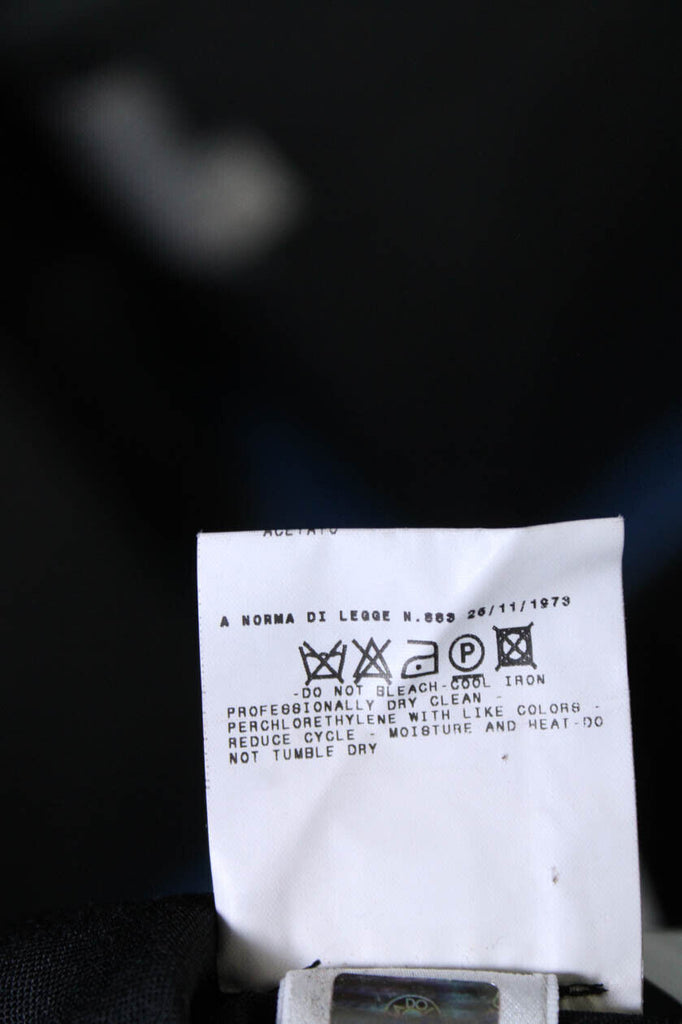 ACETATO
A NORMA DI LEGGE N.883 26/11/1973
P
-DO NOT BLEACH-COOL IRON
PROFESSIONALLY DRY CLEAN -
PERCHLORETHYLENE WITH LIKE COLORS -
REDUCE CYCLE - MOISTURE AND HEAT-DO
NOT TUMBLE DRY